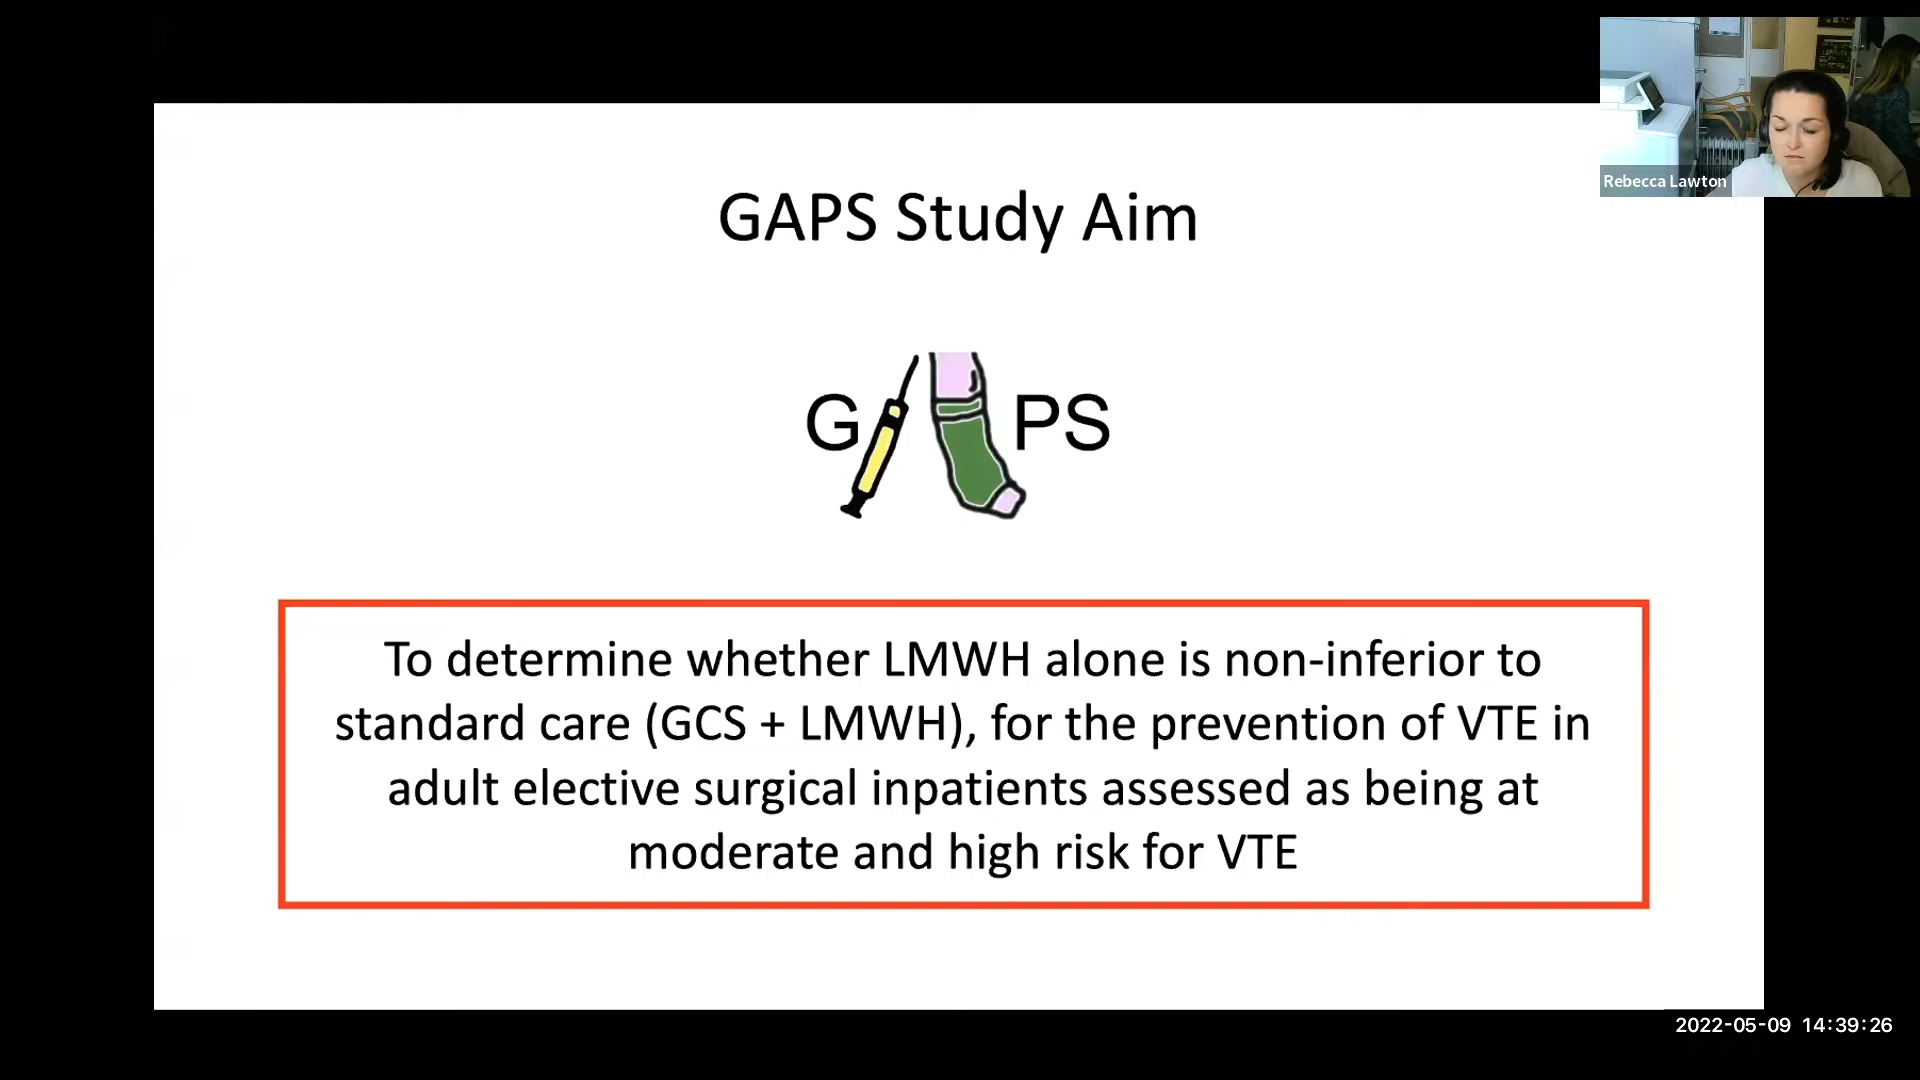 Rebecca Lawton
GAPS Study Aim
G PS
To determine whether LMWH alone is non-inferior to
standard care (GCS + LMWH), for the prevention of VTE in
adult elective surgical inpatients assessed as being at
moderate and high risk for VTE
2022-05-09 14:39:26